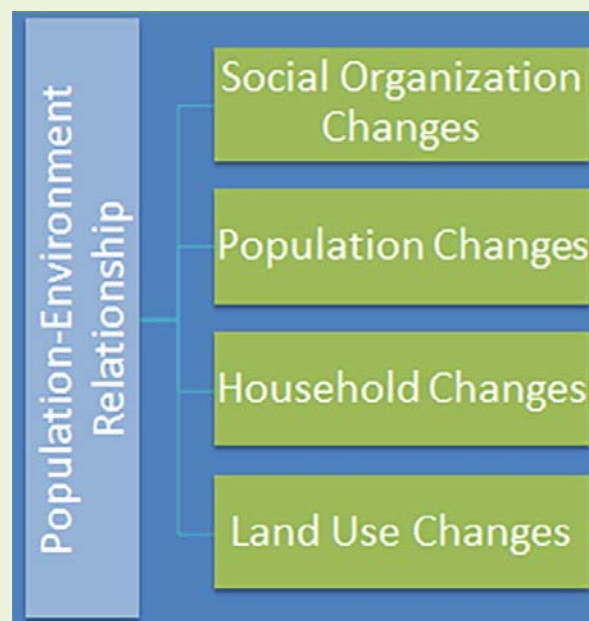 Population-Environment
Relationship
Social Organization
Changes
Population Changes
Household Changes
Land Use Changes